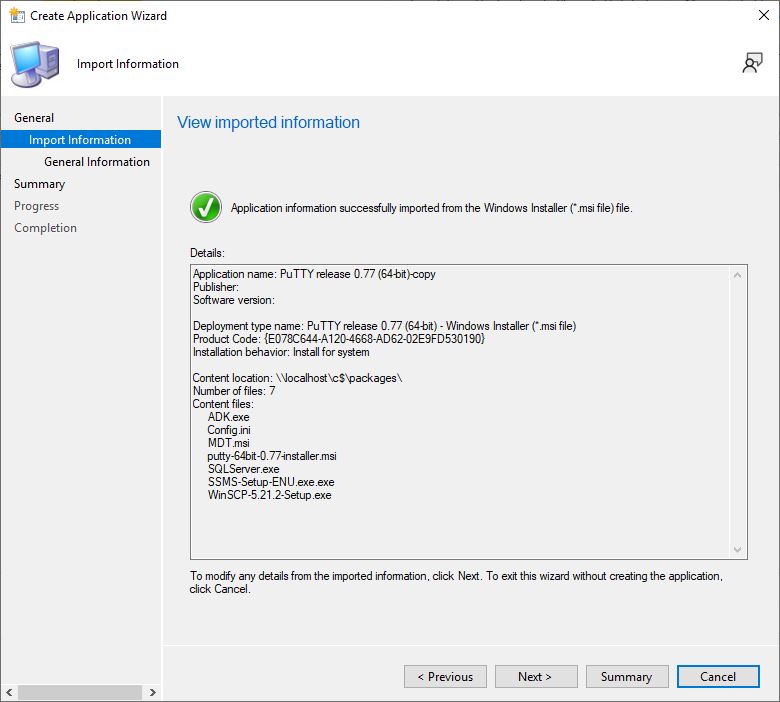 Create Application Wizard
Import Information
General
Import Information
General Information
Summary
Progress
Completion
View imported information
Application information successfully imported from the Windows Installer (*.msi file) file.
Details:
Application name: PuTTY release 0.77 (64-bit)-copy
Publisher:
Software version:
Deployment type name: PuTTY release 0.77 (64-bit) - Windows Installer (*.msi file)
Product Code: {E078C644-A120-4668-AD62-02E9FD530190}
Installation behavior: Install for system
Content location: \\localhost\c$\packages\
Number of files: 7
Content files:
ADK.exe
Config.ini
MDT.msi
putty-64bit-0.77-installer.msi
SQLServer.exe
SSMS-Setup-ENU.exe.exe
WinSCP-5.21.2-Setup.exe
To modify any details from the imported information, click Next. To exit this wizard without creating the application,
click Cancel.
< Previous
Next >
Summary
Cancel